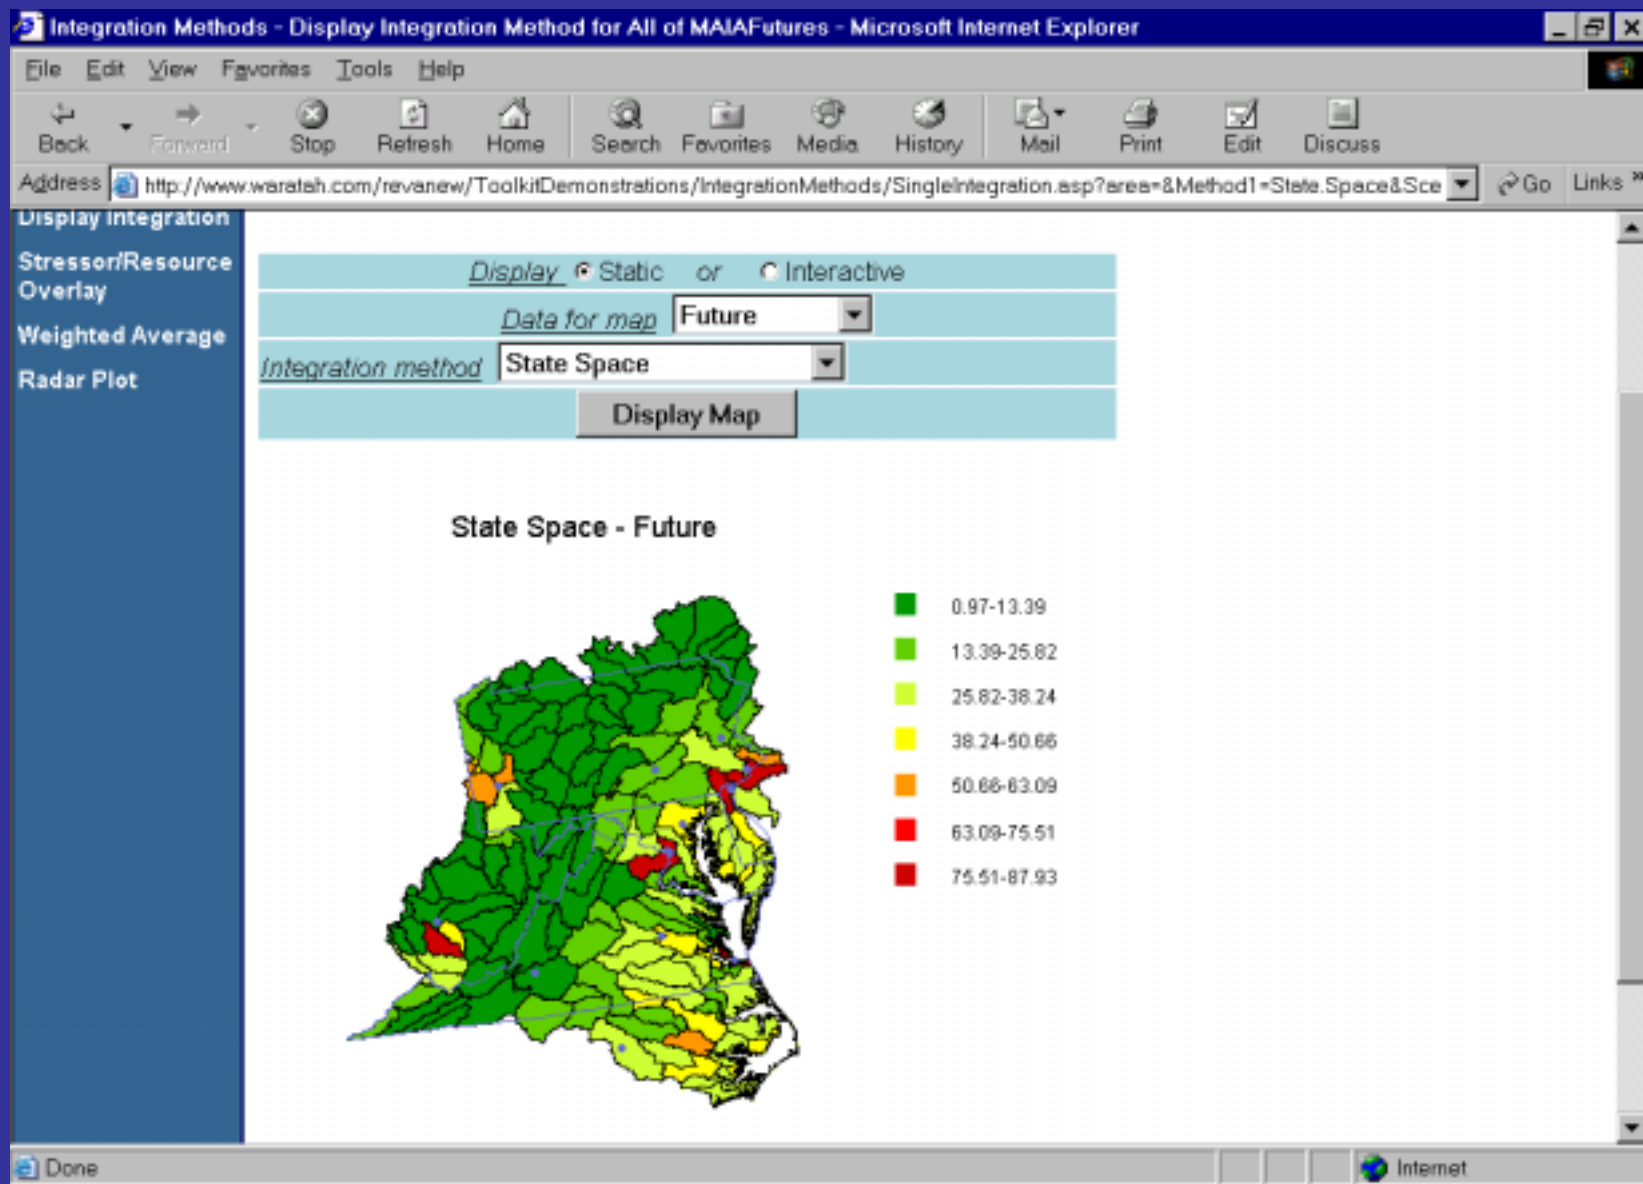 Integration Methods - Display Integration Method for All of MAIAFutures - Microsoft Internet Explorer
File Edit View Favorites Tools Help
Back Forward Stop Refresh Home Search Favorites Media History Mail Print Edit Discuss
Address http://www.waratah.com/revanew/ToolkitDemonstrations/IntegrationMethods/SingleIntegration.asp?area=&Method1=State.Space&Sce Go Links »
Display Integration
Stressor/Resource
Overlay
Weighted Average
Radar Plot
Display Static or Interactive
Data for map Future
Integration method State Space
Display Map
State Space - Future
0.97-13.39
13.39-25.82
25.82-38.24
38.24-50.66
50.66-63.09
63.09-75.51
75.51-87.93
Done Internet